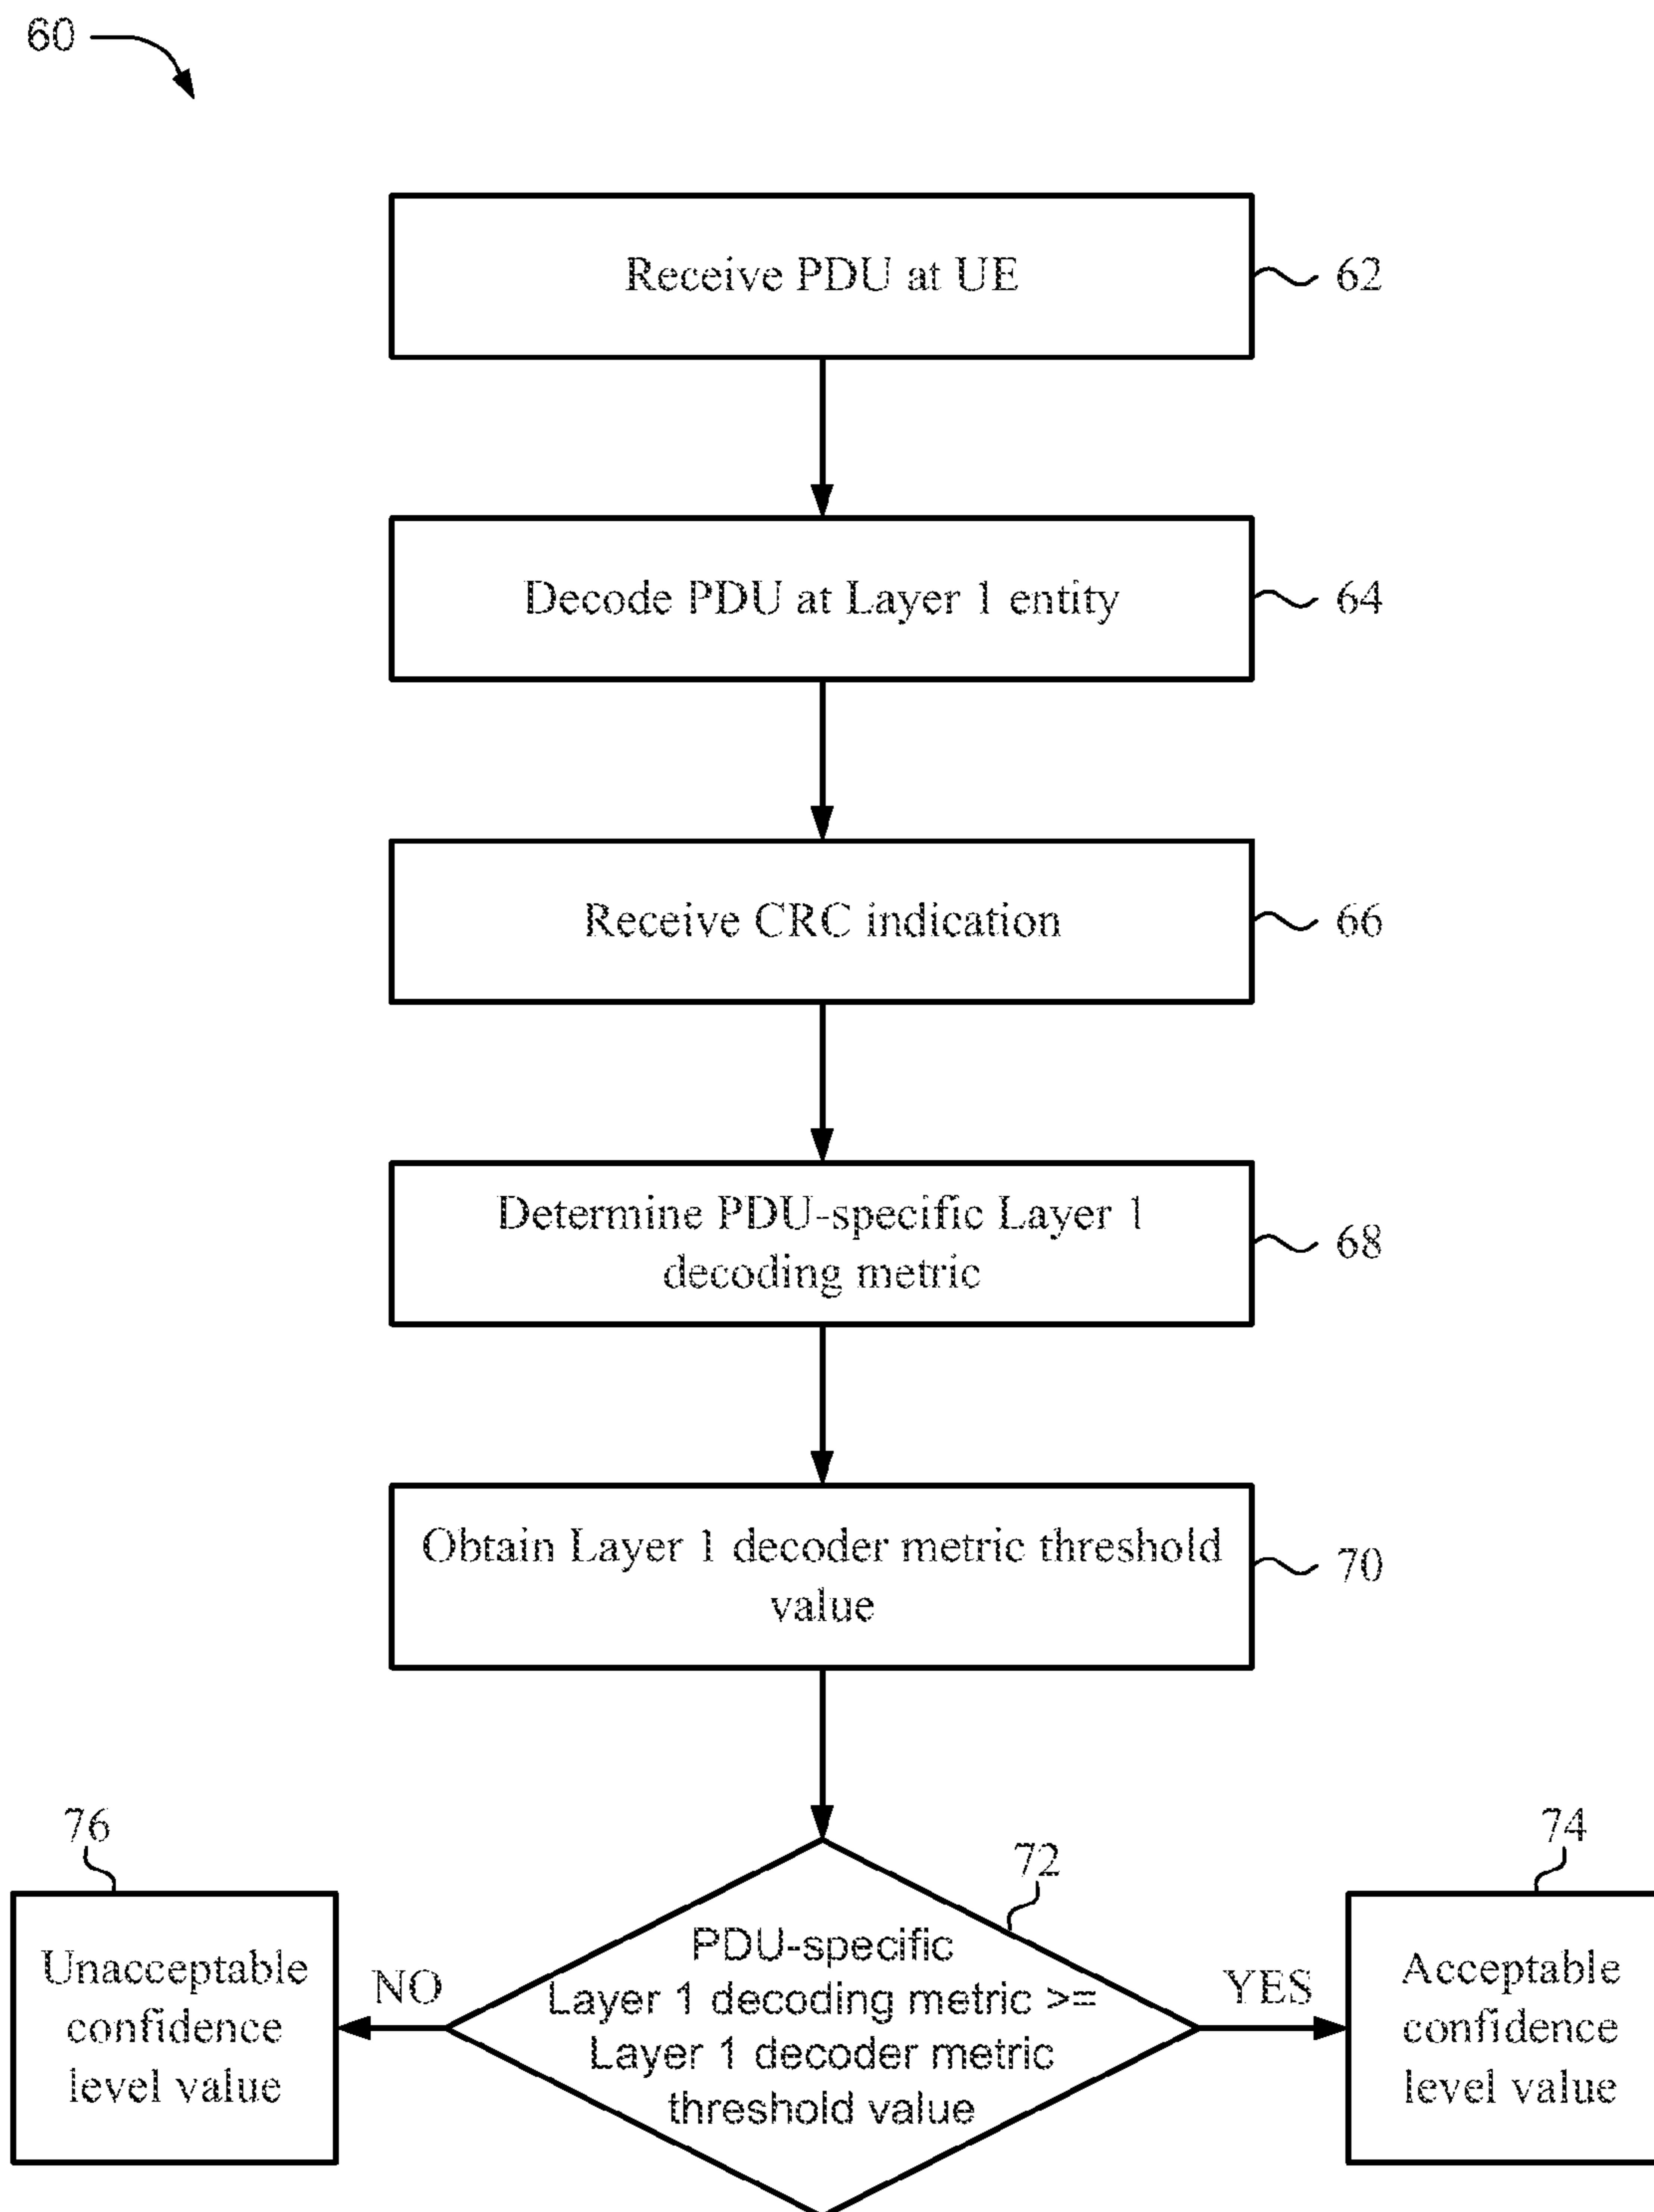 60
Receive PDU at UE
62
Decode PDU at Layer 1 entity
64
Receive CRC indication
66
Determine PDU-specific Layer 1
decoding metric
68
Obtain Layer 1 decoder metric threshold
value
70
76
72
74
Unacceptable
confidence
level value
NO
PDU-specific
Layer 1 decoding metric >=
Layer 1 decoder metric
threshold value
YES
Acceptable
confidence
level value